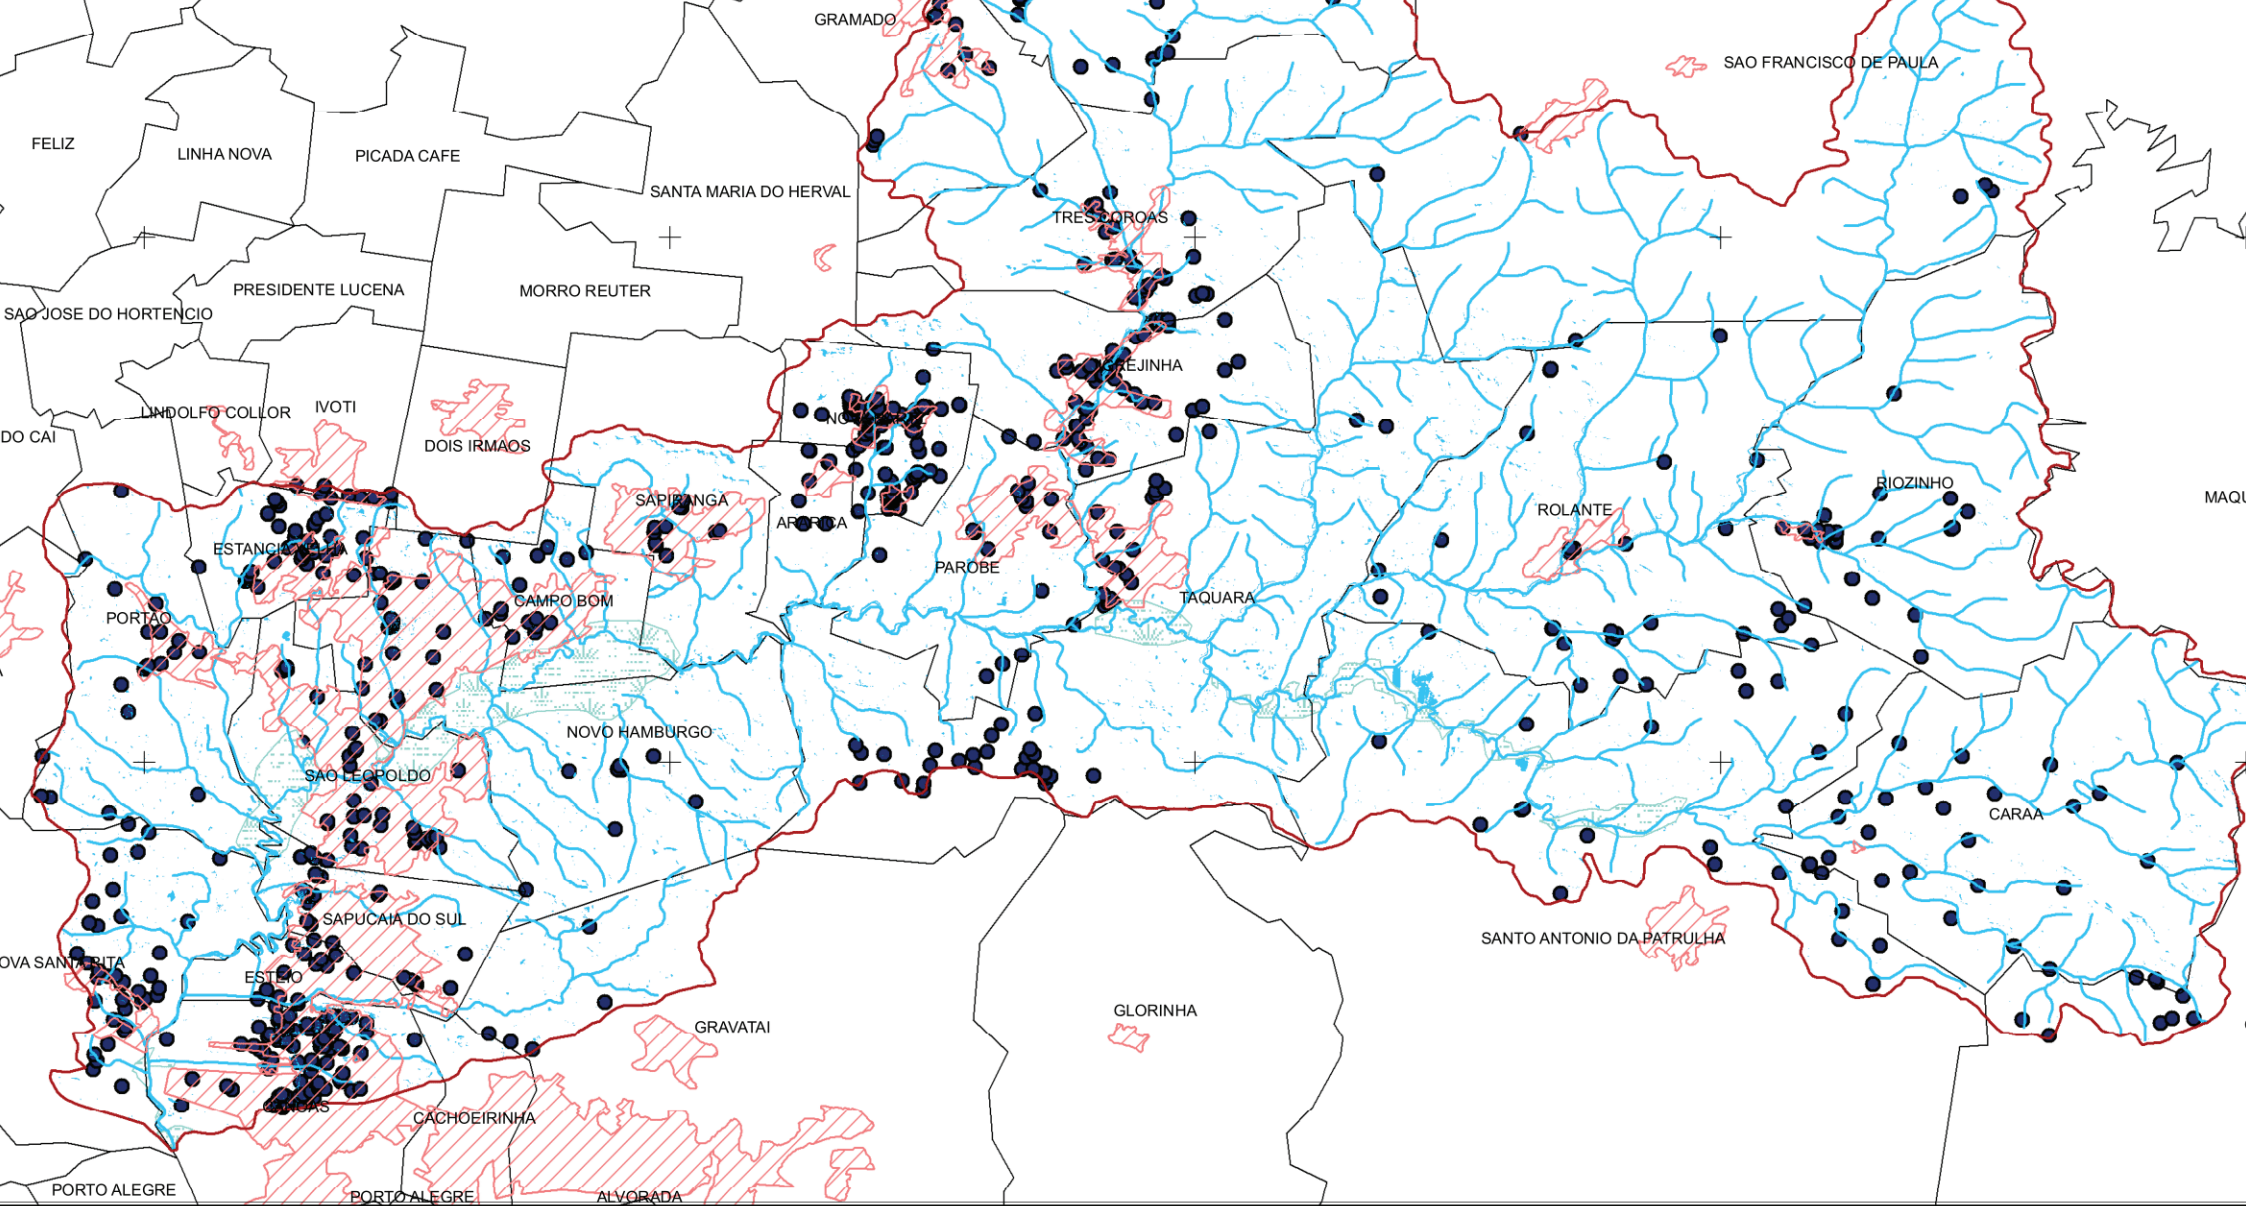 GRAMADO
SAO FRANCISCO DE PAULA
FELIZ
LINHA NOVA
PICADA CAFE
SANTA MARIA DO HERVAL
TRES COROAS
PRESIDENTE LUCENA
MORRO REUTER
SAO JOSE DO HORTENCIO
IGREJINHA
LINDOLFO COLLOR
IVOTI
DO CAI
DOIS IRMAOS
RIOZINHO
MAQU
SAPIRANGA
ROLANTE
ARARICA
ESTANCIA VELHA
PAROBE
CAMPO BOM
TAQUARA
PORTAO
NOVO HAMBURGO
SAO LEOPOLDO
CARAA
SAPUCAIA DO SUL
SANTO ANTONIO DA PATRULHA
OVA SANTA RITA
ESTEIO
GLORINHA
GRAVATAI
CANOAS
CACHOEIRINHA
PORTO ALEGRE
PORTO ALEGRE
ALVORADA